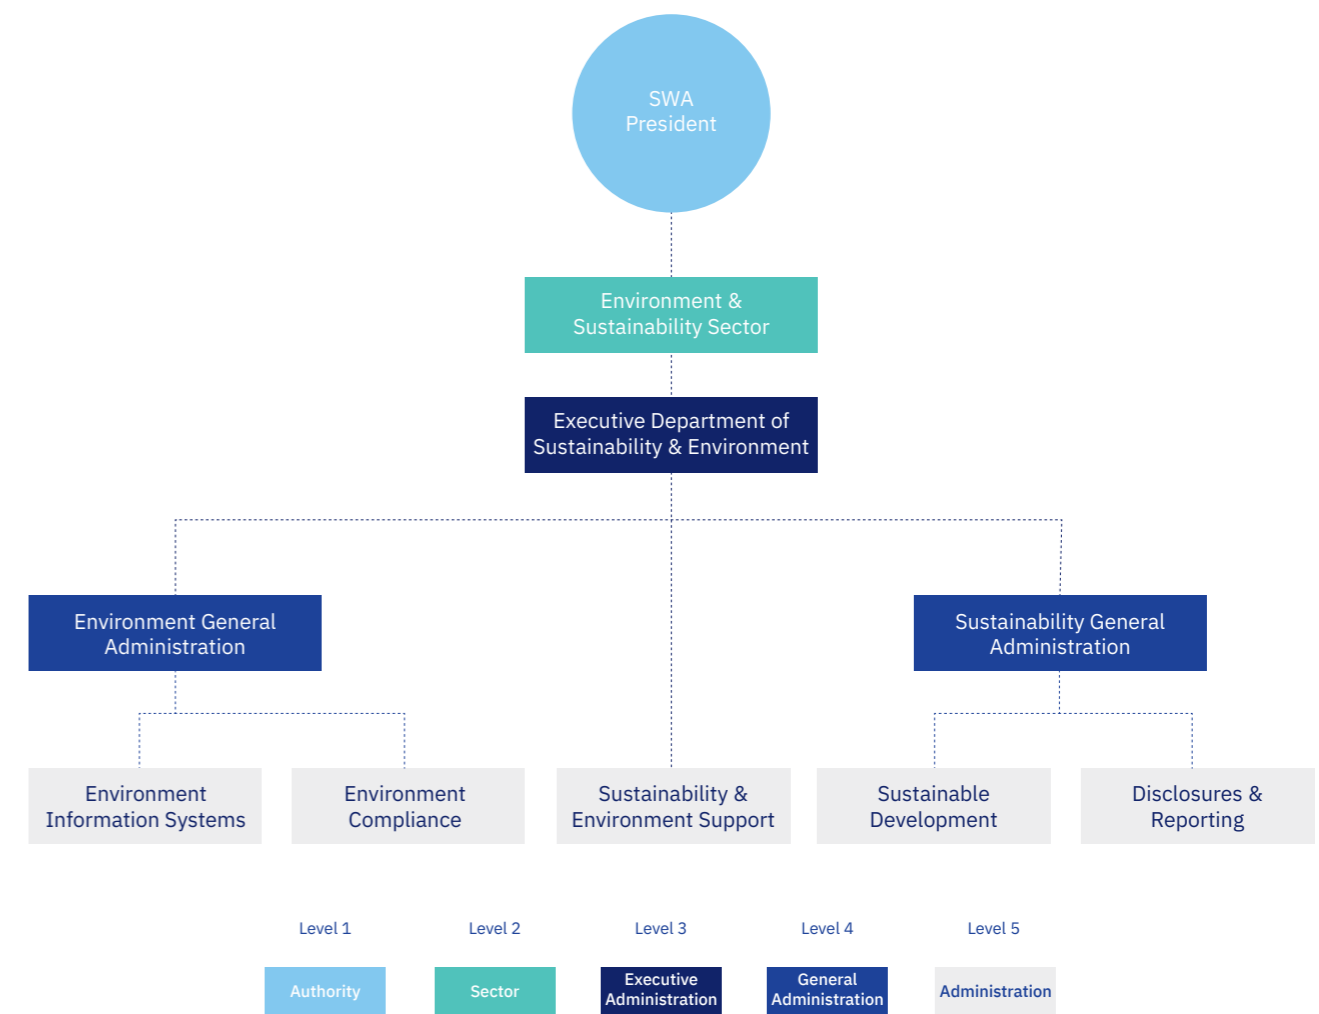 SWA
President
Environment &
Sustainability Sector
Executive Department of
Sustainability & Environment
Environment General
Administration
Sustainability General
Administration
Environment
Information Systems
Environment
Compliance
Sustainability &
Environment Support
Sustainable
Development
Disclosures &
Reporting
Level 1
Level 2
Level 3
Level 4
Level 5
Authority
Sector
Executive
Administration
General
Administration
Administration